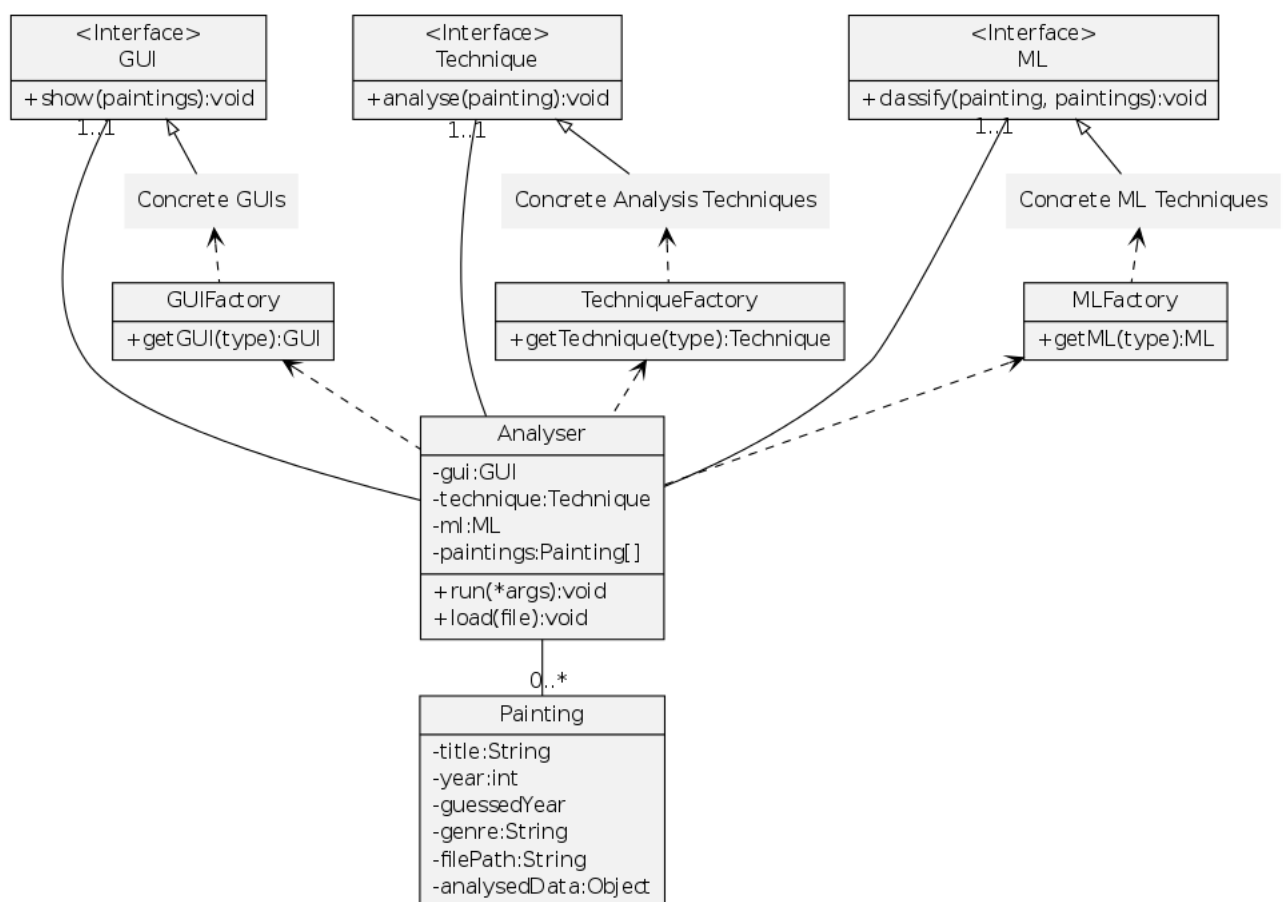 <Interface>
GUI
+show(paintings):void
<Interface>
Technique
+analyse(painting):void
<Interface>
ML
+classify(painting, paintings):void
1..1
1..1
1..1
Concrete GUIs
Concrete Analysis Techniques
Concrete ML Techniques
GUIFactory
+getGUI(type):GUI
TechniqueFactory
+getTechnique(type):Technique
MLFactory
+getML(type):ML
Analyser
-gui:GUI
-technique:Technique
-ml:ML
-paintings:Painting[]
+run(*args):void
+load(file):void
0..*
Painting
-title:String
-year:int
-guessedYear
-genre:String
-filePath:String
-analysedData:Object